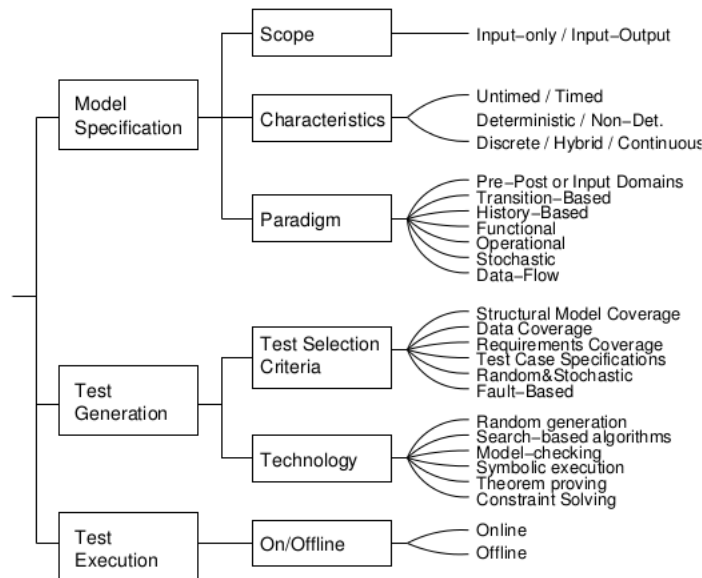 Scope
Input-only / Input-Output
Model
Specification
Characteristics
Untimed / Timed
Deterministic / Non-Det.
Discrete / Hybrid / Continuous
Paradigm
Pre-Post or Input Domains
Transition-Based
History-Based
Functional
Operational
Stochastic
Data-Flow
Test
Generation
Test Selection
Criteria
Structural Model Coverage
Data Coverage
Requirements Coverage
Test Case Specifications
Random&Stochastic
Fault-Based
Technology
Random generation
Search-based algorithms
Model-checking
Symbolic execution
Theorem proving
Constraint Solving
Test
Execution
On/Offline
Online
Offline